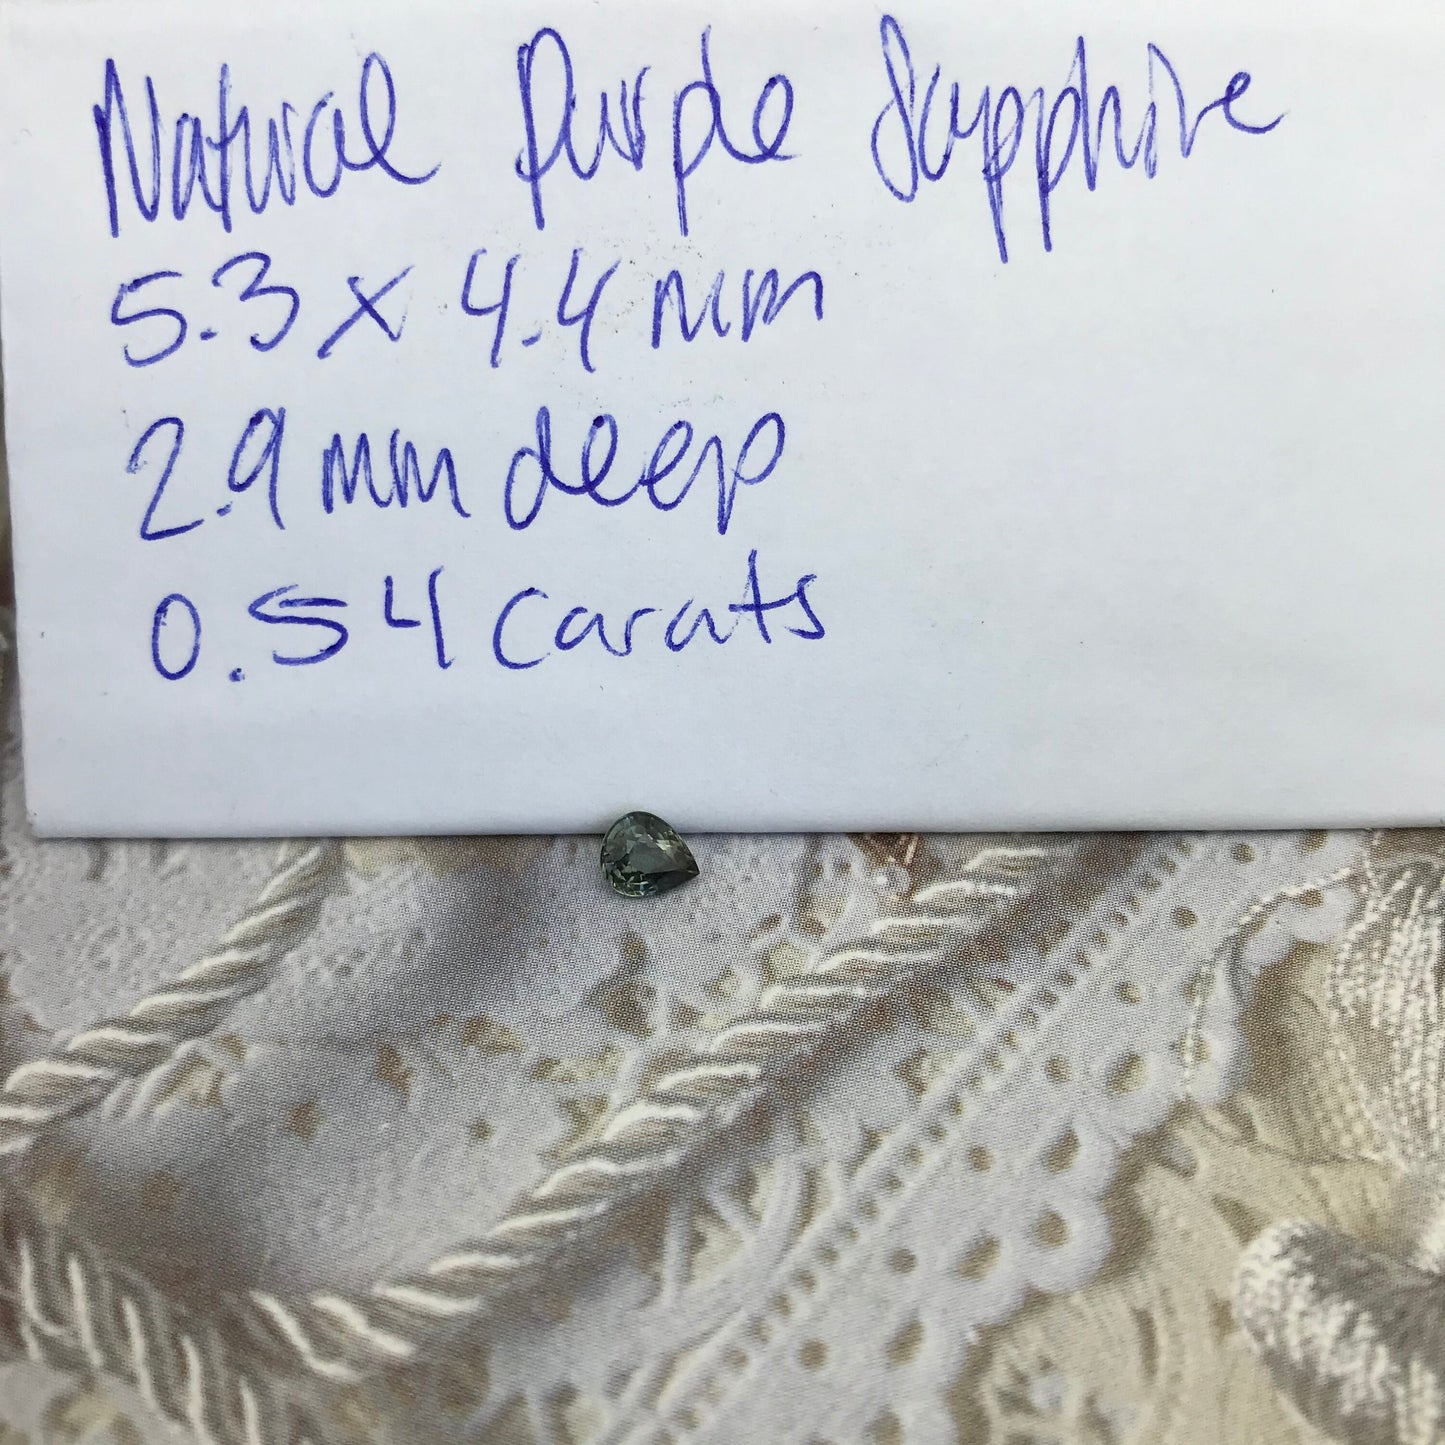 Natural Purple Sapphire
5.3 x 4.4 mm
2.9 mm deep
0.54 carats